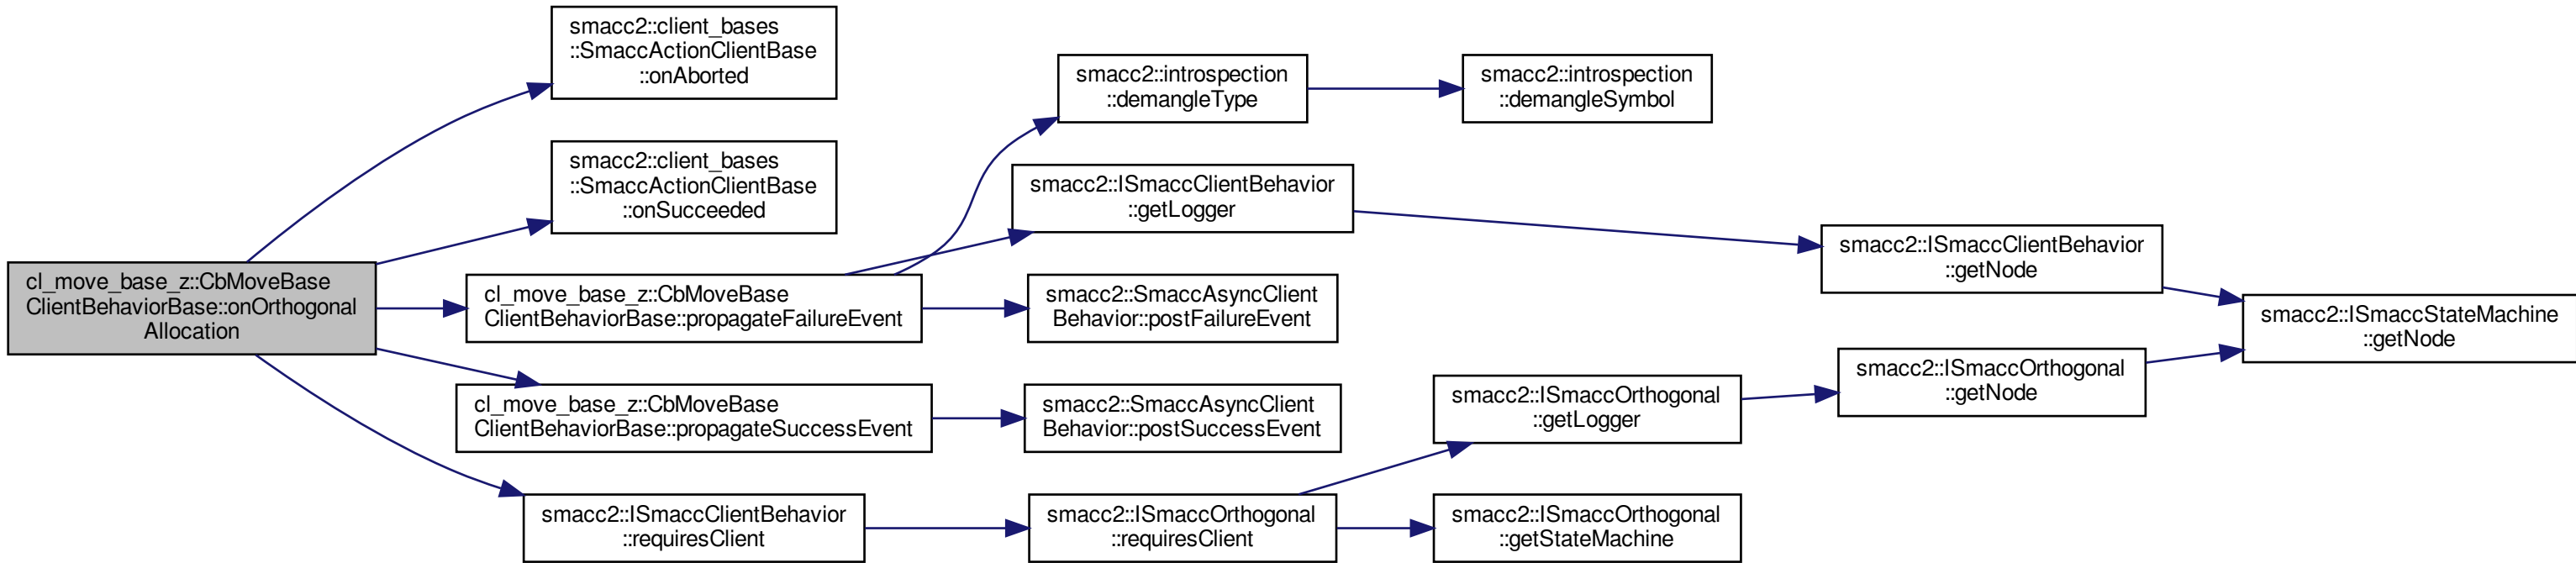 cl_move_base_z::CbMoveBase
ClientBehaviorBase::onOrthogonal
Allocation
smacc2::client_bases
::SmaccActionClientBase
::onAborted
smacc2::client_bases
::SmaccActionClientBase
::onSucceeded
cl_move_base_z::CbMoveBase
ClientBehaviorBase::propagateFailureEvent
smacc2::introspection
::demangleType
smacc2::introspection
::demangleSymbol
smacc2::ISmaccClientBehavior
::getLogger
smacc2::ISmaccClientBehavior
::getNode
smacc2::ISmaccStateMachine
::getNode
smacc2::SmaccAsyncClient
Behavior::postFailureEvent
cl_move_base_z::CbMoveBase
ClientBehaviorBase::propagateSuccessEvent
smacc2::SmaccAsyncClient
Behavior::postSuccessEvent
smacc2::ISmaccClientBehavior
::requiresClient
smacc2::ISmaccOrthogonal
::requiresClient
smacc2::ISmaccOrthogonal
::getLogger
smacc2::ISmaccOrthogonal
::getNode
smacc2::ISmaccOrthogonal
::getStateMachine